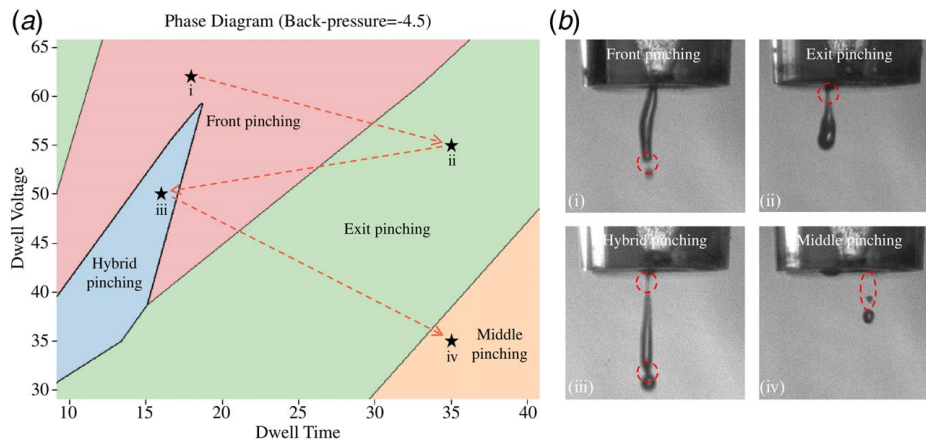 (a)
Phase Diagram (Back-pressure=-4.5)
65
60
55
50
45
40
35
30
Dwell Voltage
10
15
20
25
30
35
40
Dwell Time
i
Front pinching
ii
iii
Exit pinching
Hybrid
pinching
Middle
pinching
iv
(b)
Front pinching
(i)
Exit pinching
(ii)
Hybrid pinching
(iii)
Middle pinching
(iv)